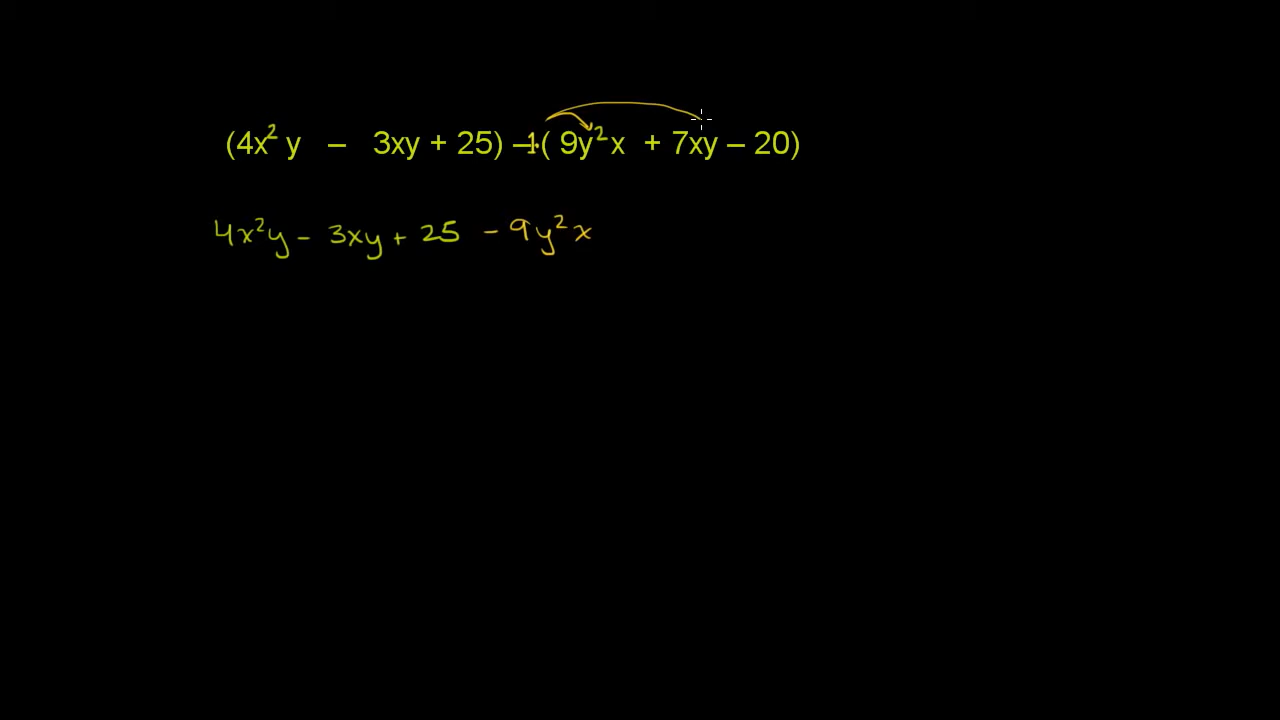 (4x² y – 3xy + 25) –1( 9y²x + 7xy – 20)
4x²y - 3xy + 25 - 9y²x